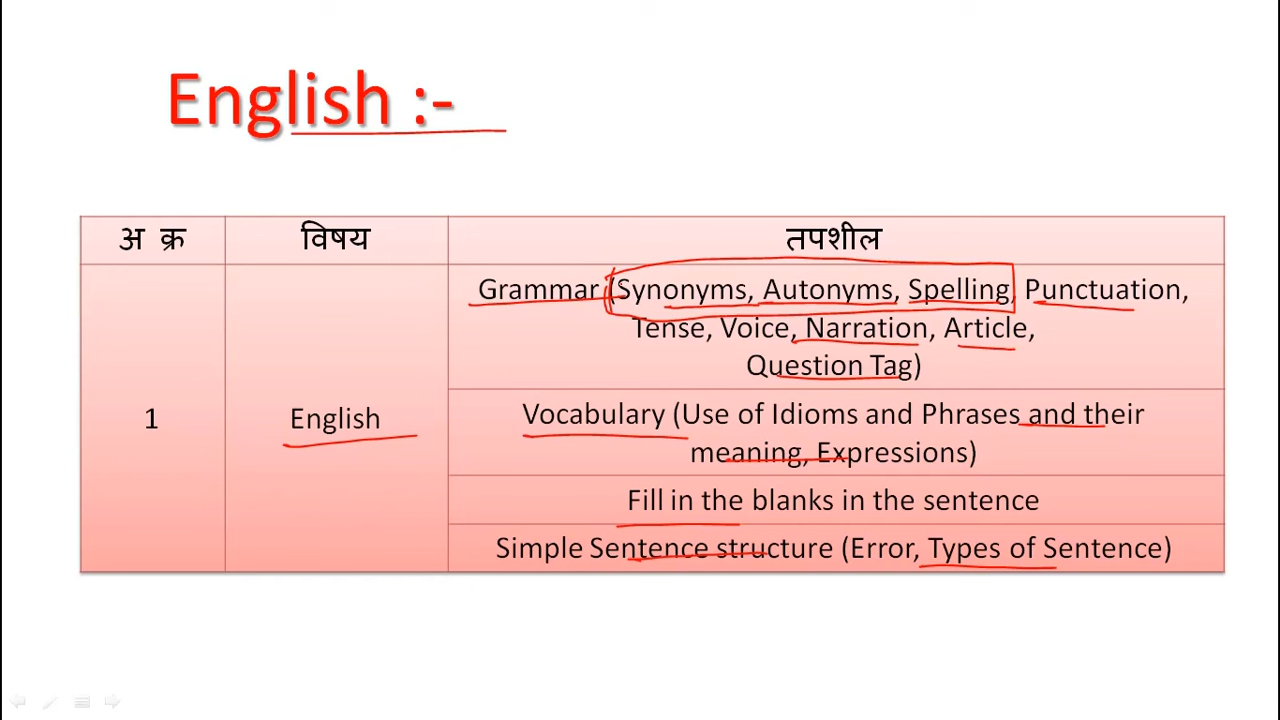 English :-
अ क्र विषय तपशील
Grammar (Synonyms, Autonyms, Spelling, Punctuation,
Tense, Voice, Narration, Article,
Question Tag)
1 English
Vocabulary (Use of Idioms and Phrases and their
meaning, Expressions)
Fill in the blanks in the sentence
Simple Sentence structure (Error, Types of Sentence)